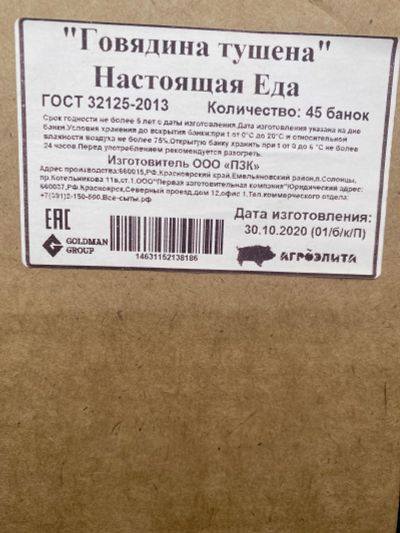 "Говядина тушена"
Настоящая Еда
ГОСТ 32125-2013 Количество: 45 банок
Срок годности не более 5 лет с даты изготовления.Дата изготовления указана на дне
банки.Условия хранения до вскрытия банки:при t от 0°С до 20°С и относительной
влажности воздуха не более 75%.Открытую банку хранить при t от 0 до 6 °С не более
24 часов.Перед употреблением рекомендуется разогреть.
Изготовитель ООО «ПЗК»
Адрес производства:660015,РФ,Красноярский край,Емельяновский район,п.Солонцы,
пр.Котельникова 11в,ст.1.ООО"Первая заготовительная компания"Юридический адрес:
660037,РФ,Красноярск,Северный проезд,дом 12,офис 1.Тел.коммерческого отдела:
+7(391)2-150-600.Все-сыты.рф
EAC
GOLDMAN
GROUP
14631152138186
Дата изготовления:
30.10.2020 (01/б/к/П)
АГРОЭЛИТА